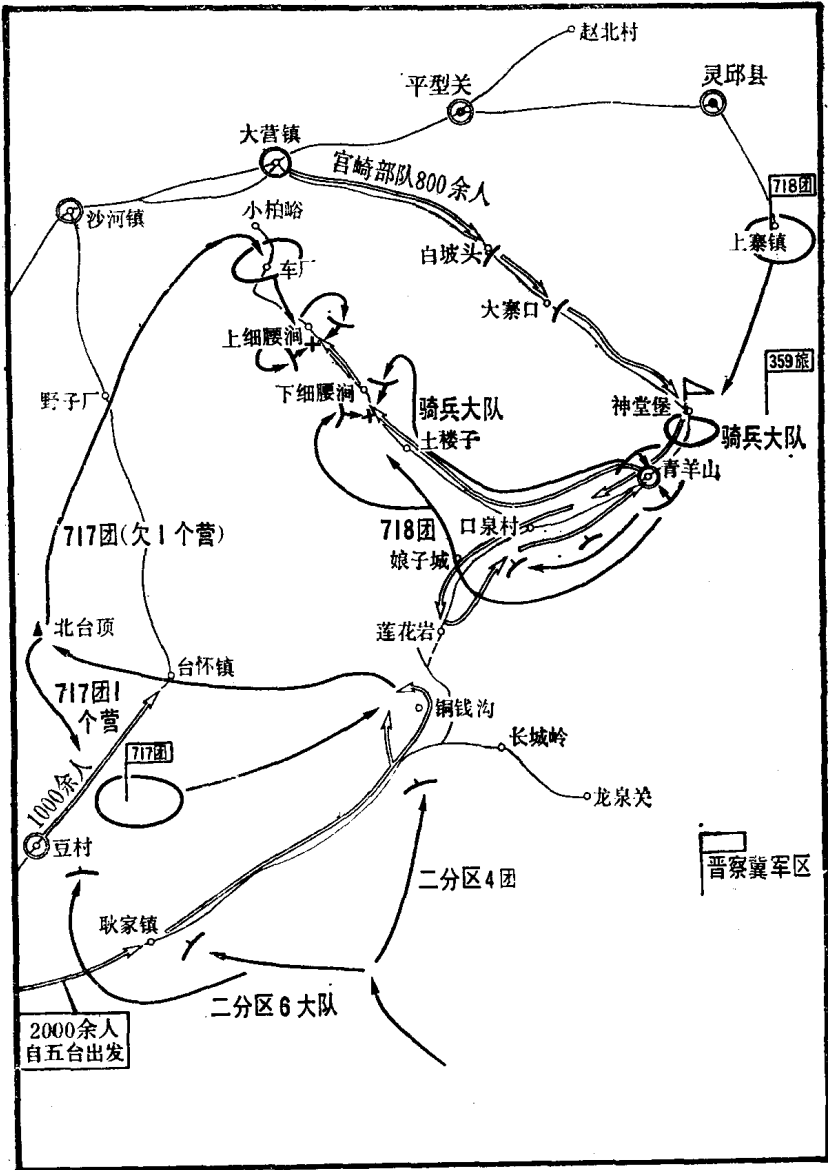 赵北村
平型关
灵邱县
大营镇
宫崎部队800余人
718团
沙河镇
小柏峪
上寨镇
白坡头
车厂
大寨口
上细腰涧
359旅
下细腰涧
神堂堡
野子厂
骑兵大队
骑兵大队
土楼子
青羊山
717团(欠1个营)
718团
口泉村
娘子城
北台顶
莲花岩
台怀镇
717团1
个营
铜钱沟
长城岭
717团
1000余人
龙泉关
豆村
晋察冀军区
二分区4团
耿家镇
二分区6大队
2000余人
自五台出发